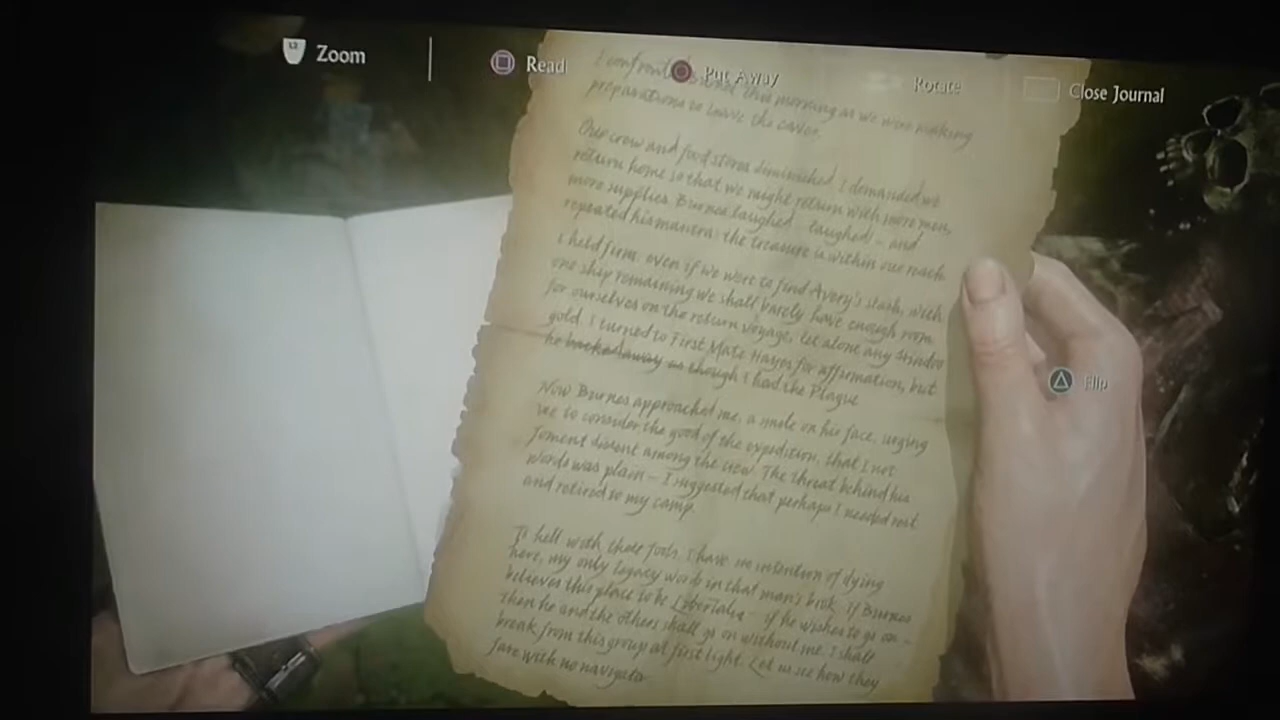 L2 Zoom
Read
Put Away
Rotate
Close Journal
I confront this morning as we were making
preparations to leave the cave.
Our crew and food stores diminished, I demanded we
return home so that we might return with more men,
more supplies. Burnes laughed - laughed! - and
repeated his mantra: the treasure is within our reach
I held firm: even if we were to find Avery's stash, with
one ship remaining we shall barely have enough room
for ourselves on the return voyage, let alone any
gold. I turned to First Mate Hayes for affirmation, but
he backed away as though I had the Plague
Now Burnes approached me, a smile on his face, urging
me to consider the good of the expedition, that I not
foment dissent among the crew. The threat behind his
words was plain - I suggested that perhaps I needed rest
and retired to my camp.
Flip
To hell with those fools. I have no intention of dying
here, my only legacy words in that man's book. If Burnes
believes this place to be Libertalia - if he wishes to go on -
then he and the others shall go on without me. I shall
break from this group at first light. Let us see how they
fare with no navigator